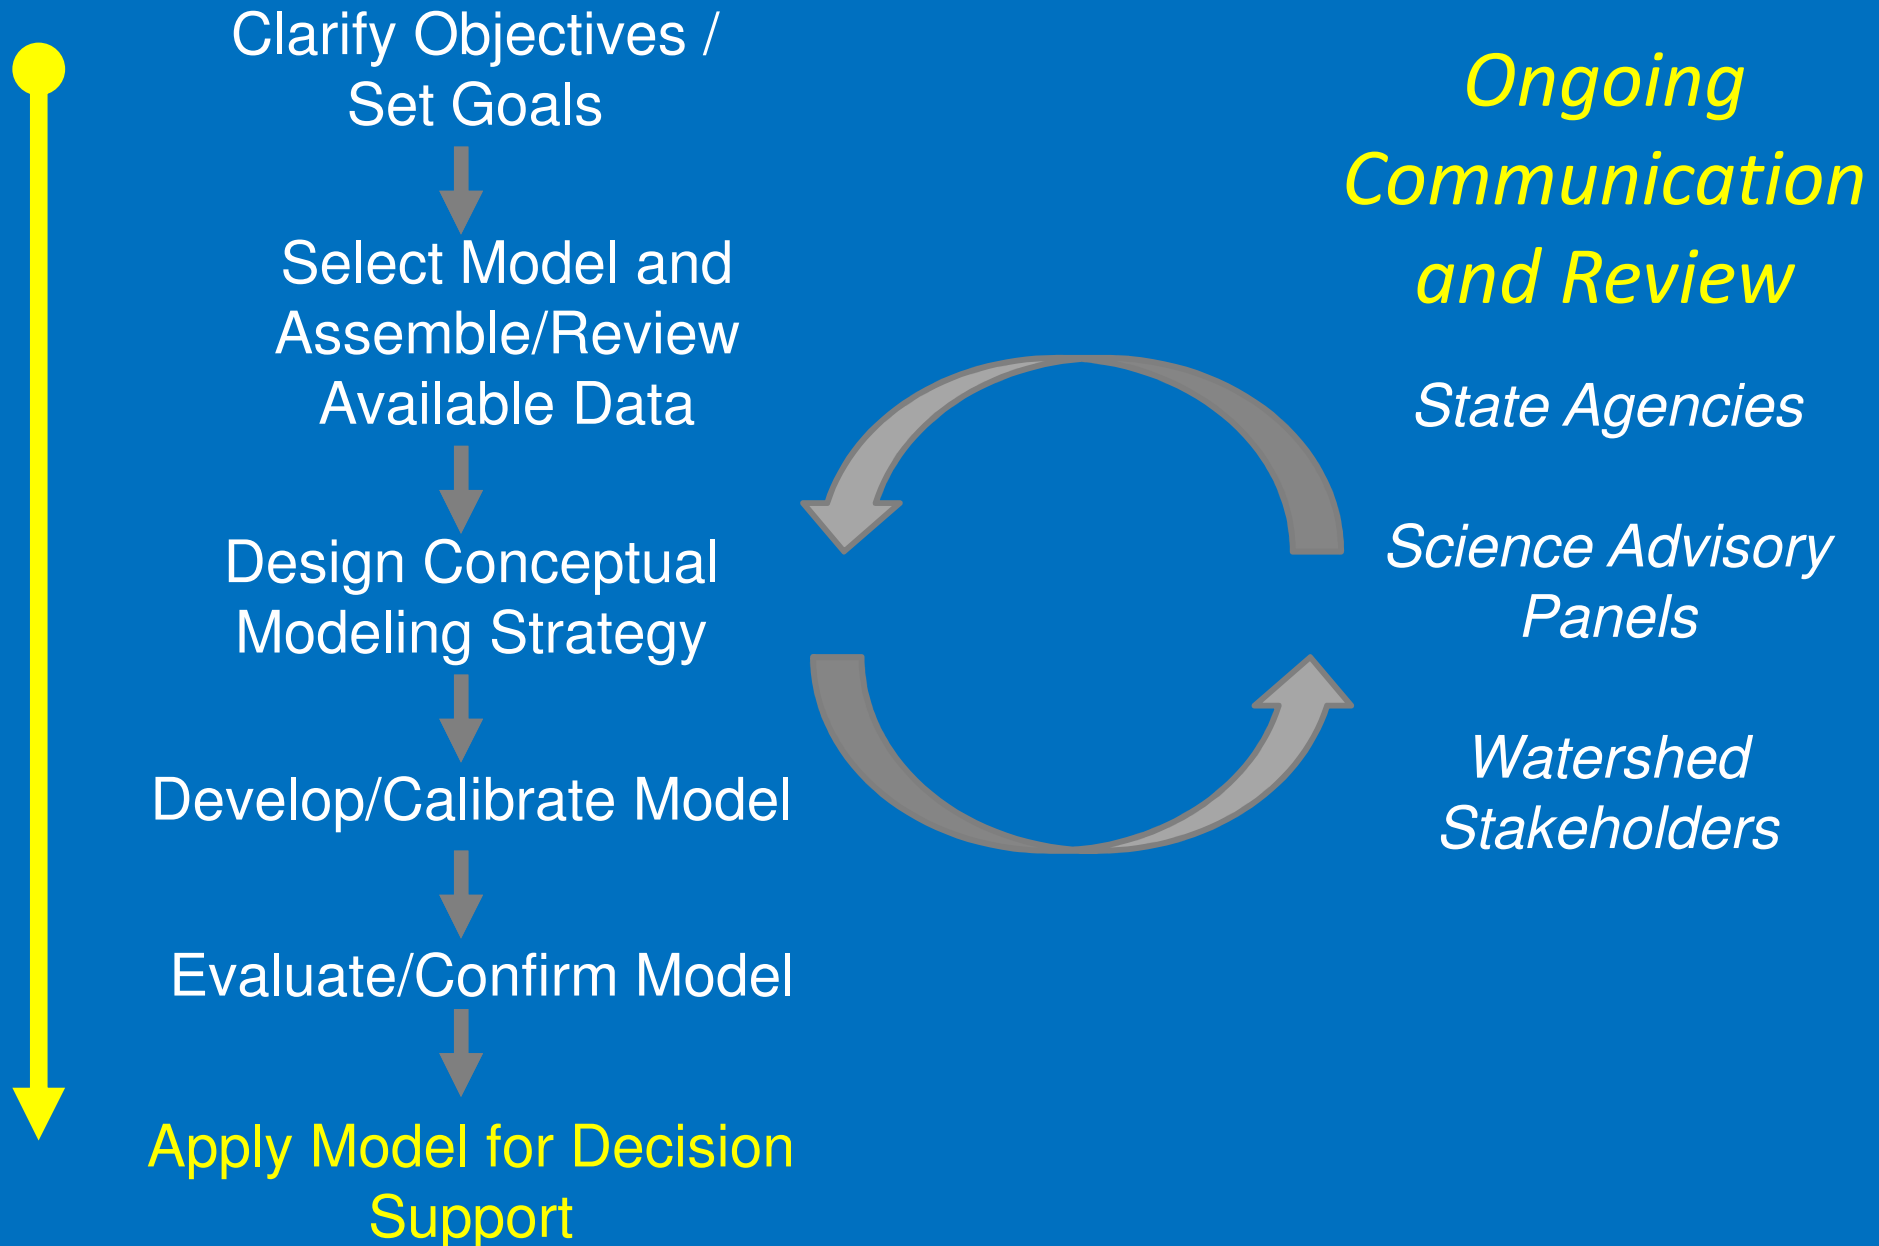 Clarify Objectives /
Set Goals
Select Model and
Assemble/Review
Available Data
Design Conceptual
Modeling Strategy
Develop/Calibrate Model
Evaluate/Confirm Model
Apply Model for Decision
Support
Ongoing
Communication
and Review
State Agencies
Science Advisory
Panels
Watershed
Stakeholders